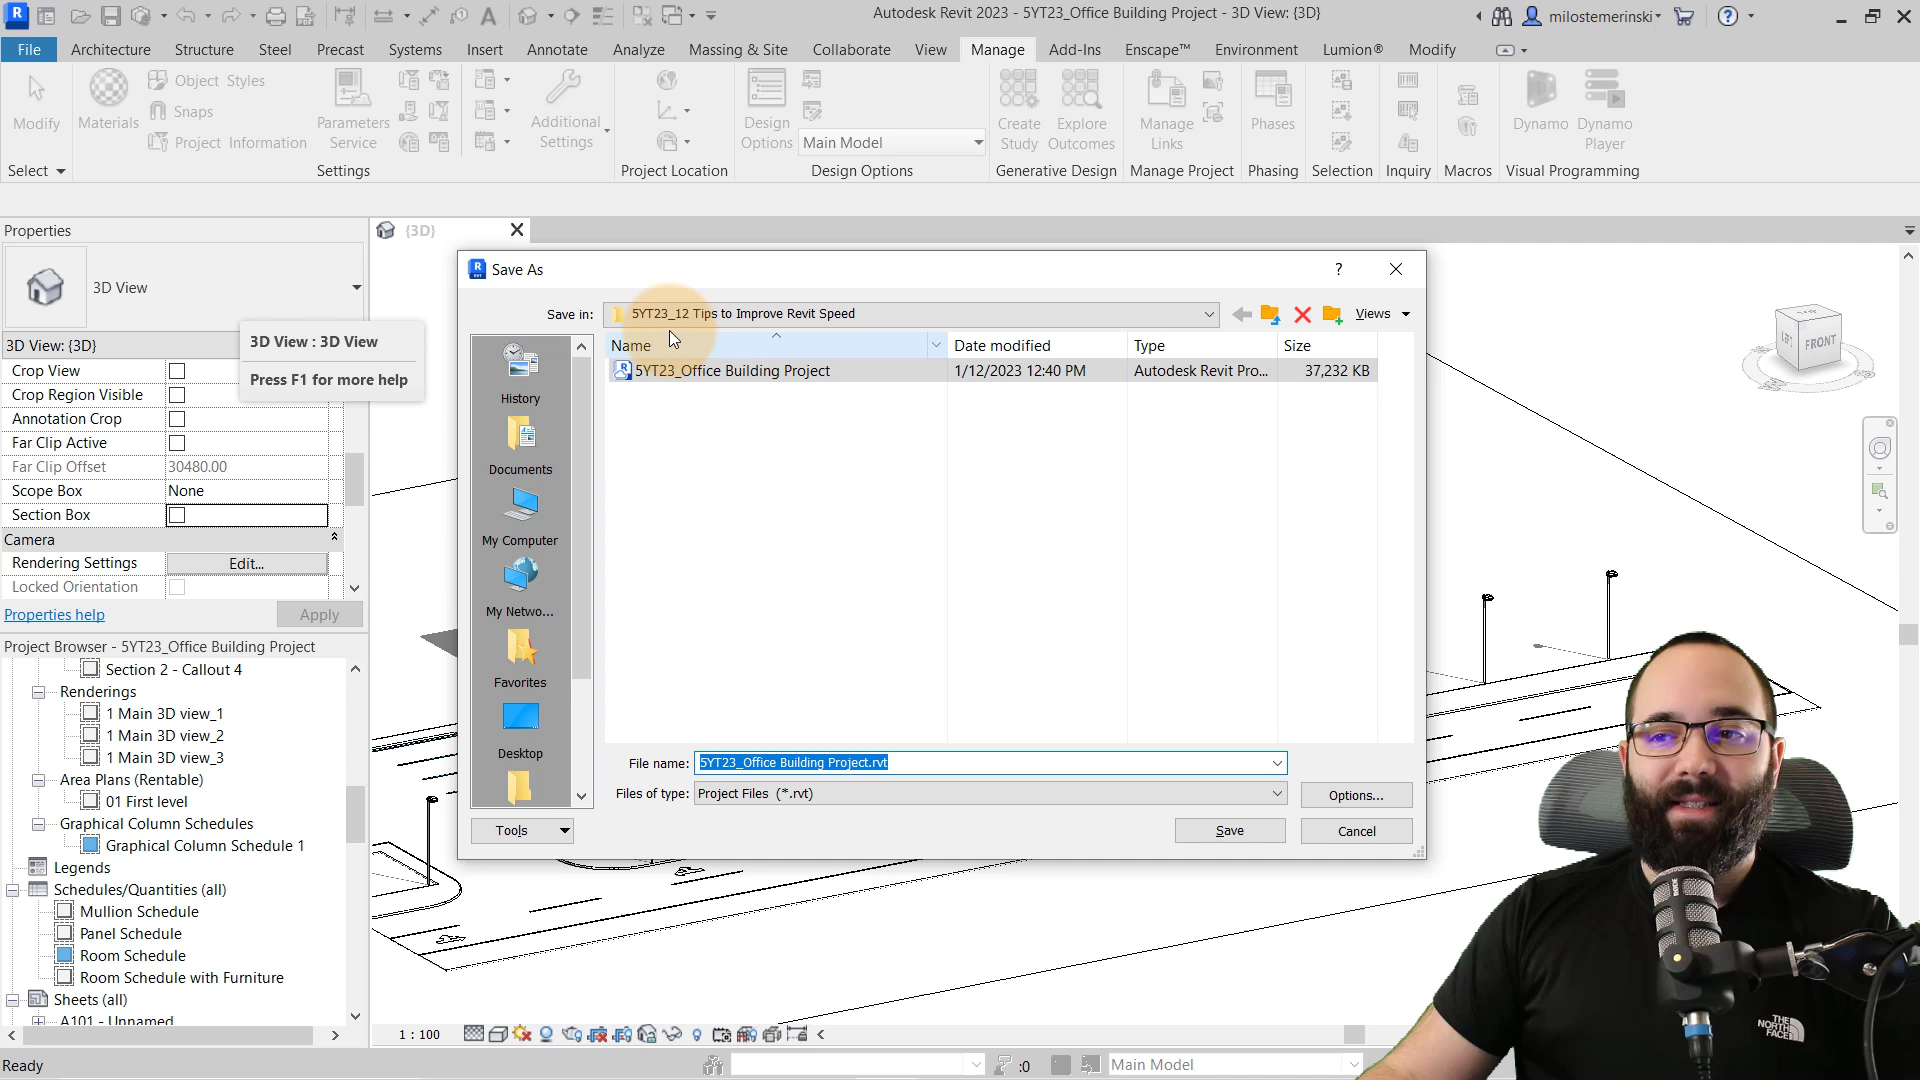 Autodesk Revit 2023 - 5YT23_Office Building Project - 3D View: {3D}
milostemerinski
File Architecture Structure Steel Precast Systems Insert Annotate Analyze Massing & Site Collaborate View Manage Add-Ins Enscape™ Environment Lumion® Modify
Modify
Materials
Object Styles
Snaps
Project Information
Parameters
Service
Additional
Settings
Design
Options
Main Model
Create
Study
Explore
Outcomes
Manage
Links
Phases
Dynamo
Dynamo
Player
Select Settings Project Location Design Options Generative Design Manage Project Phasing Selection Inquiry Macros Visual Programming
Properties
3D View
3D View: {3D}
Crop View
Crop Region Visible
Annotation Crop
Far Clip Active
Far Clip Offset 30480.00
Scope Box None
Section Box
Camera
Rendering Settings Edit...
Locked Orientation
Properties help Apply
3D View : 3D View
Press F1 for more help
Project Browser - 5YT23_Office Building Project
Section 2 - Callout 4
Renderings
1 Main 3D view_1
1 Main 3D view_2
1 Main 3D view_3
Area Plans (Rentable)
01 First level
Graphical Column Schedules
Graphical Column Schedule 1
Legends
Schedules/Quantities (all)
Mullion Schedule
Panel Schedule
Room Schedule
Room Schedule with Furniture
Sheets (all)
A101 - Unnamed
{3D}
Save As
Save in: 5YT23_12 Tips to Improve Revit Speed Views
Name Date modified Type Size
5YT23_Office Building Project 1/12/2023 12:40 PM Autodesk Revit Pro... 37,232 KB
History
Documents
My Computer
My Netwo...
Favorites
Desktop
File name: 5YT23_Office Building Project.rvt
Files of type: Project Files (*.rvt)
Options...
Tools Save Cancel
FRONT
THE
NORTH
FACE
1 : 100
Ready
:0
Main Model